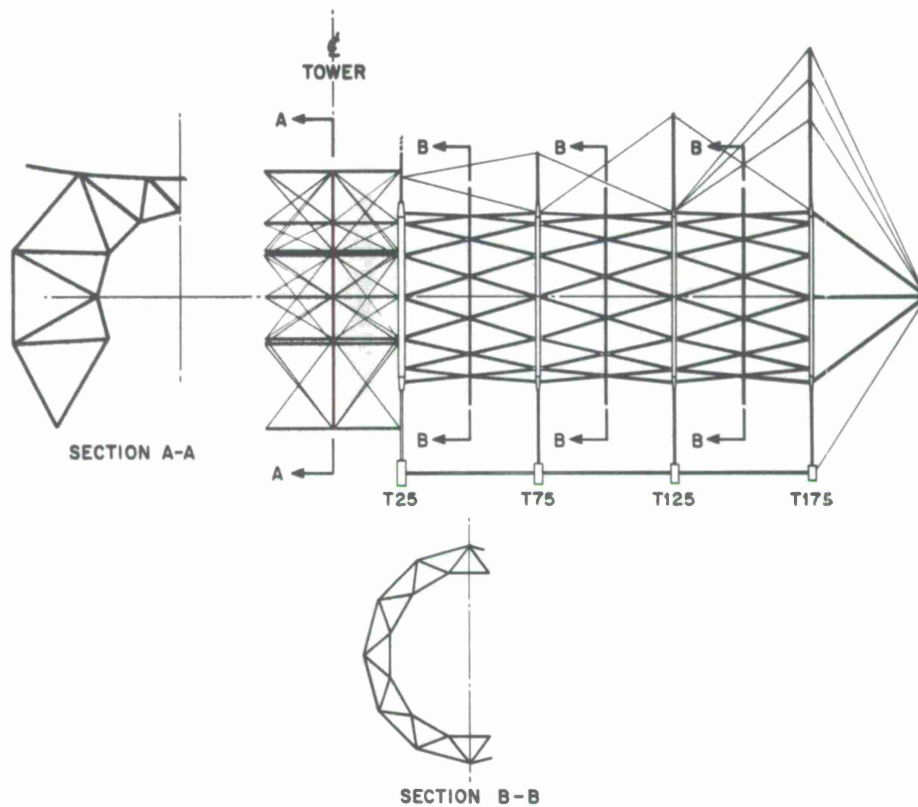 ℄
TOWER
A
A
B
B
B
SECTION A-A
B
B
B
T25
T75
T125
T175
SECTION B-B